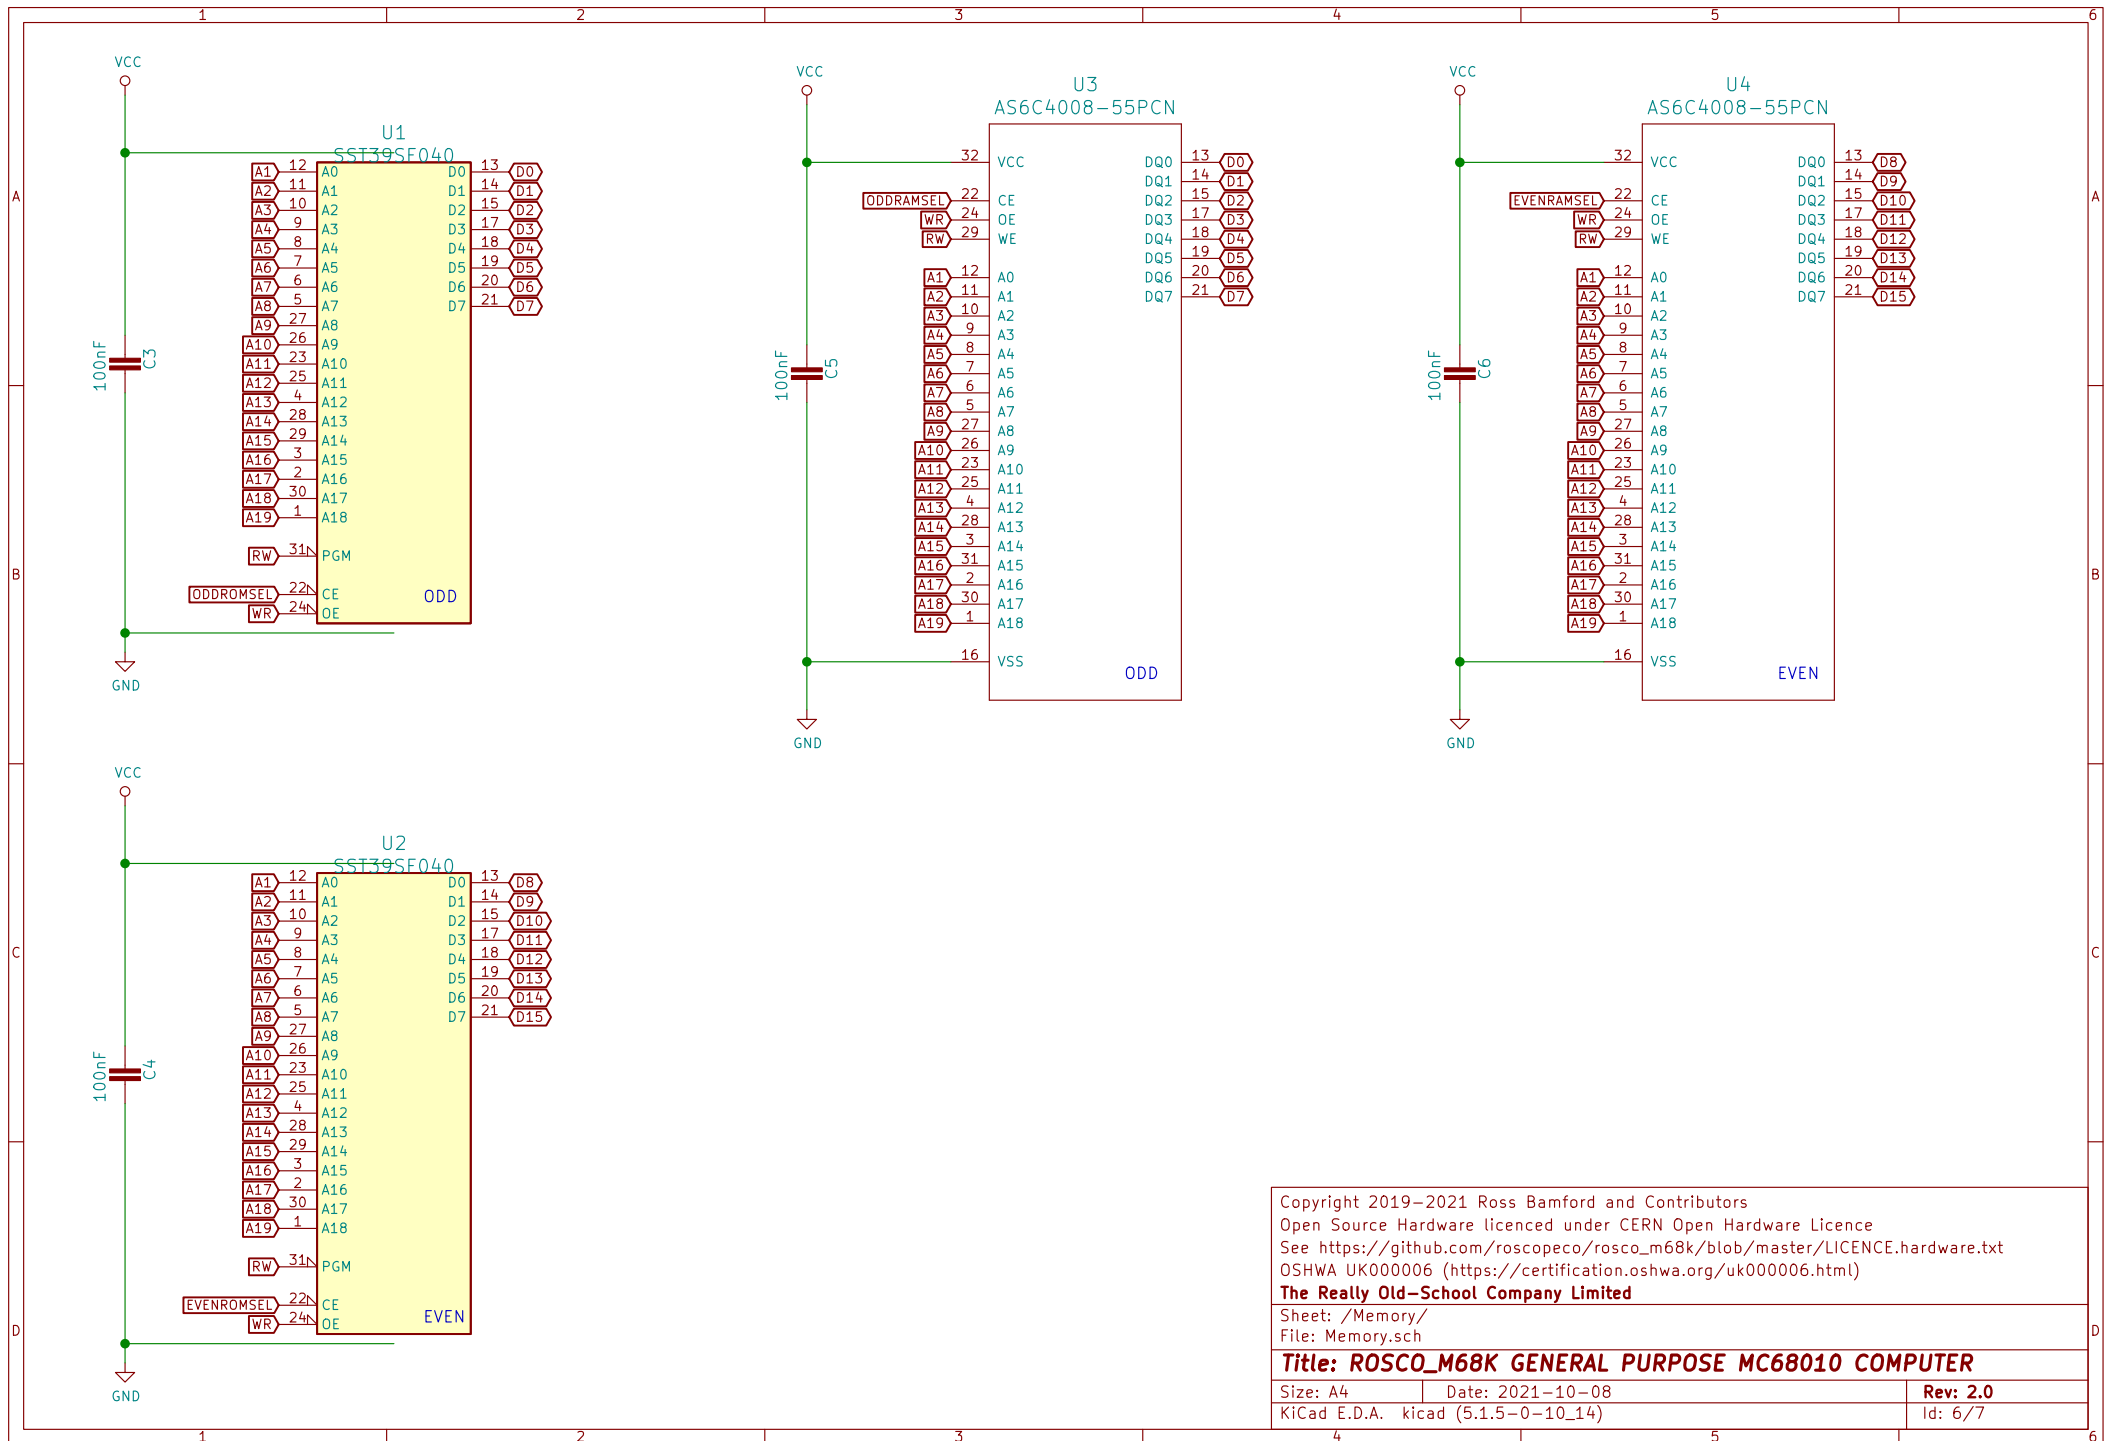 1 2 3 4 5 6
A
B
C
D
A
B
C
D
1 2 3 4 5 6
VCC
U1
SST39SF040
A1 12 A0 D0 13 D0
A2 11 A1 D1 14 D1
A3 10 A2 D2 15 D2
A4 9 A3 D3 17 D3
A5 8 A4 D4 18 D4
A6 7 A5 D5 19 D5
A7 6 A6 D6 20 D6
A8 5 A7 D7 21 D7
A9 27 A8
A10 26 A9
A11 23 A10
A12 25 A11
A13 4 A12
A14 28 A13
A15 29 A14
A16 3 A15
A17 2 A16
A18 30 A17
A19 1 A18
RW 31 PGM
ODDROMSEL 22 CE
WR 24 OE
ODD
100nF
C3
GND
VCC
U3
AS6C4008-55PCN
32 VCC DQ0 13 D0
DQ1 14 D1
ODDRAMSEL 22 CE DQ2 15 D2
WR 24 OE DQ3 17 D3
RW 29 WE DQ4 18 D4
DQ5 19 D5
A1 12 A0 DQ6 20 D6
A2 11 A1 DQ7 21 D7
A3 10 A2
A4 9 A3
A5 8 A4
A6 7 A5
A7 6 A6
A8 5 A7
A9 27 A8
A10 26 A9
A11 23 A10
A12 25 A11
A13 4 A12
A14 28 A13
A15 3 A14
A16 31 A15
A17 2 A16
A18 30 A17
A19 1 A18
16 VSS
ODD
100nF
C5
GND
VCC
U4
AS6C4008-55PCN
32 VCC DQ0 13 D8
DQ1 14 D9
EVENRAMSEL 22 CE DQ2 15 D10
WR 24 OE DQ3 17 D11
RW 29 WE DQ4 18 D12
DQ5 19 D13
A1 12 A0 DQ6 20 D14
A2 11 A1 DQ7 21 D15
A3 10 A2
A4 9 A3
A5 8 A4
A6 7 A5
A7 6 A6
A8 5 A7
A9 27 A8
A10 26 A9
A11 23 A10
A12 25 A11
A13 4 A12
A14 28 A13
A15 3 A14
A16 31 A15
A17 2 A16
A18 30 A17
A19 1 A18
16 VSS
EVEN
100nF
C6
GND
VCC
U2
SST39SF040
A1 12 A0 D0 13 D8
A2 11 A1 D1 14 D9
A3 10 A2 D2 15 D10
A4 9 A3 D3 17 D11
A5 8 A4 D4 18 D12
A6 7 A5 D5 19 D13
A7 6 A6 D6 20 D14
A8 5 A7 D7 21 D15
A9 27 A8
A10 26 A9
A11 23 A10
A12 25 A11
A13 4 A12
A14 28 A13
A15 29 A14
A16 3 A15
A17 2 A16
A18 30 A17
A19 1 A18
RW 31 PGM
EVENROMSEL 22 CE
WR 24 OE
EVEN
100nF
C4
GND
Copyright 2019-2021 Ross Bamford and Contributors
Open Source Hardware licenced under CERN Open Hardware Licence
See https://github.com/roscopeco/rosco_m68k/blob/master/LICENCE.hardware.txt
OSHWA UK000006 (https://certification.oshwa.org/uk000006.html)
The Really Old-School Company Limited
Sheet: /Memory/
File: Memory.sch
Title: ROSCO_M68K GENERAL PURPOSE MC68010 COMPUTER
Size: A4 Date: 2021-10-08 Rev: 2.0
KiCad E.D.A. kicad (5.1.5-0-10_14) Id: 6/7